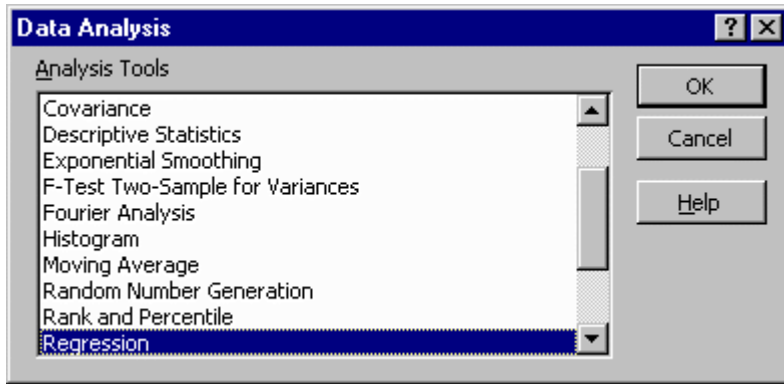 Data Analysis
Analysis Tools
Covariance
Descriptive Statistics
Exponential Smoothing
F-Test Two-Sample for Variances
Fourier Analysis
Histogram
Moving Average
Random Number Generation
Rank and Percentile
Regression
OK
Cancel
Help